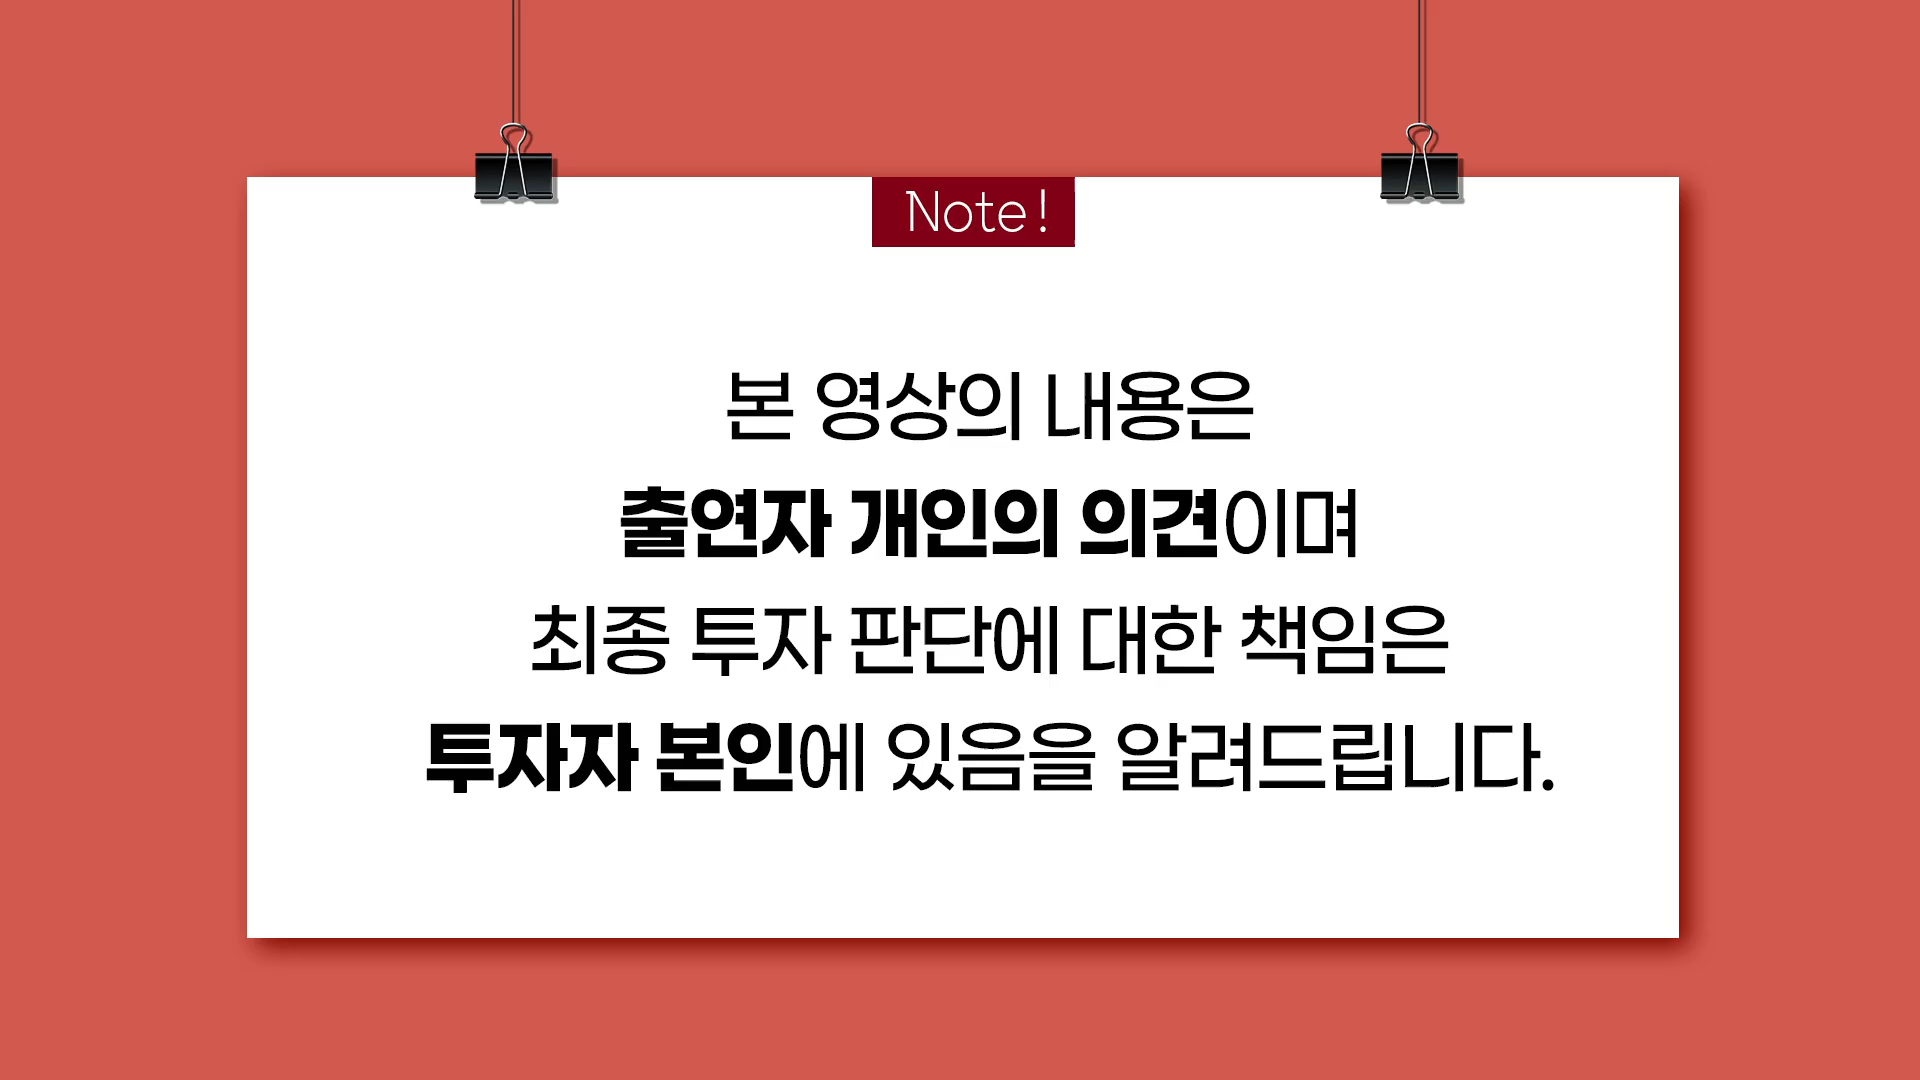 Note!
본 영상의 내용은
출연자 개인의 의견이며
최종 투자 판단에 대한 책임은
투자자 본인에 있음을 알려드립니다.